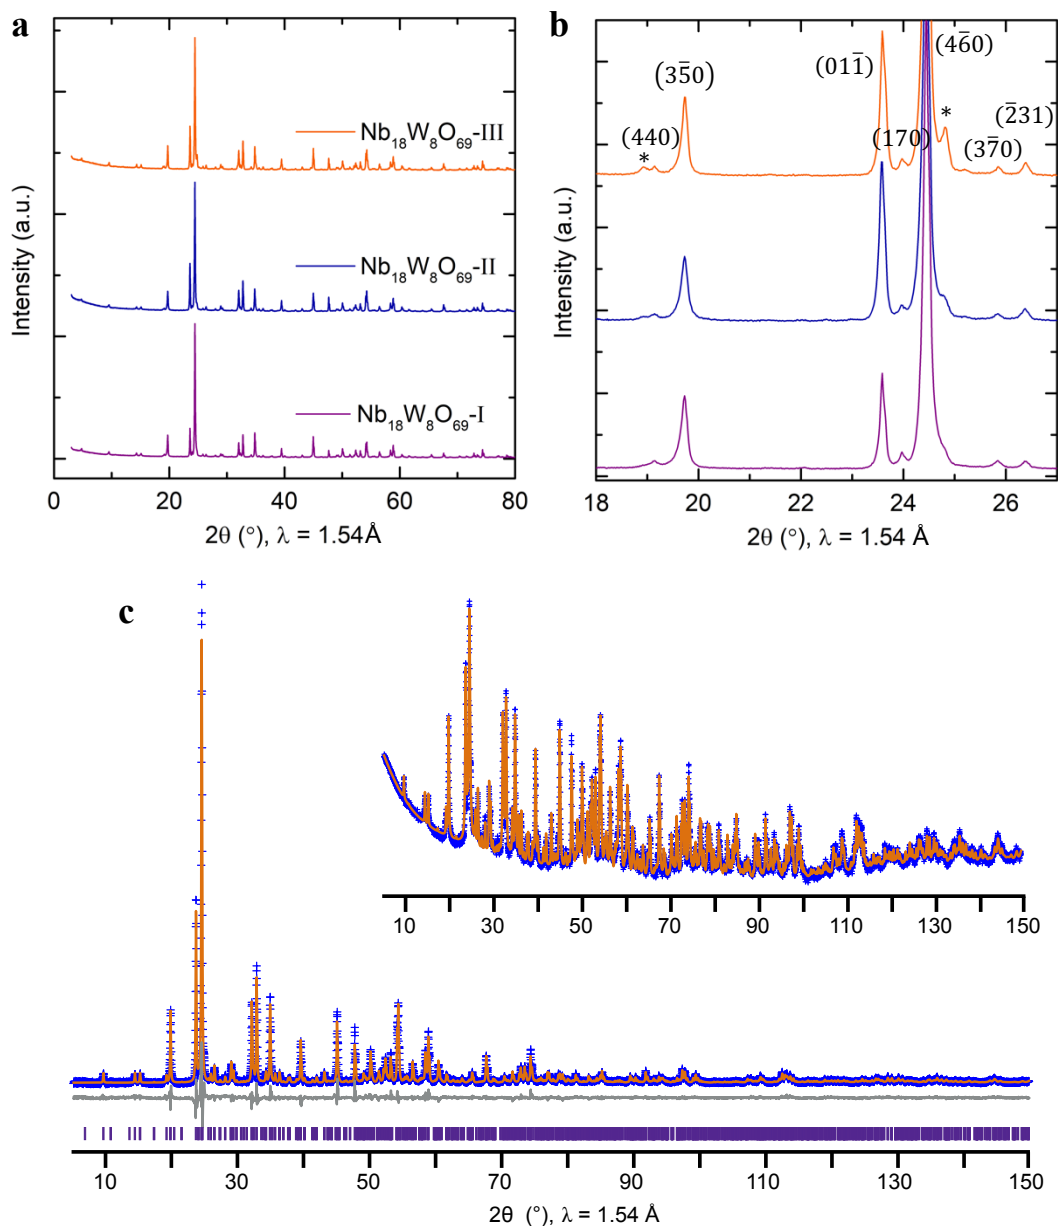 a
Intensity (a.u.)
Nb₁₈W₈O₆₉-III
Nb₁₈W₈O₆₉-II
Nb₁₈W₈O₆₉-I
0 20 40 60 80
2θ (°), λ = 1.54Å
b
Intensity (a.u.)
(46̄0)
(011̄)
(35̄0)
(2̄31)
(440)
(170)
*
(37̄0)
*
18 20 22 24 26
2θ (°), λ = 1.54 Å
c
10 30 50 70 90 110 130 150
10 30 50 70 90 110 130 150
2θ (°), λ = 1.54 Å